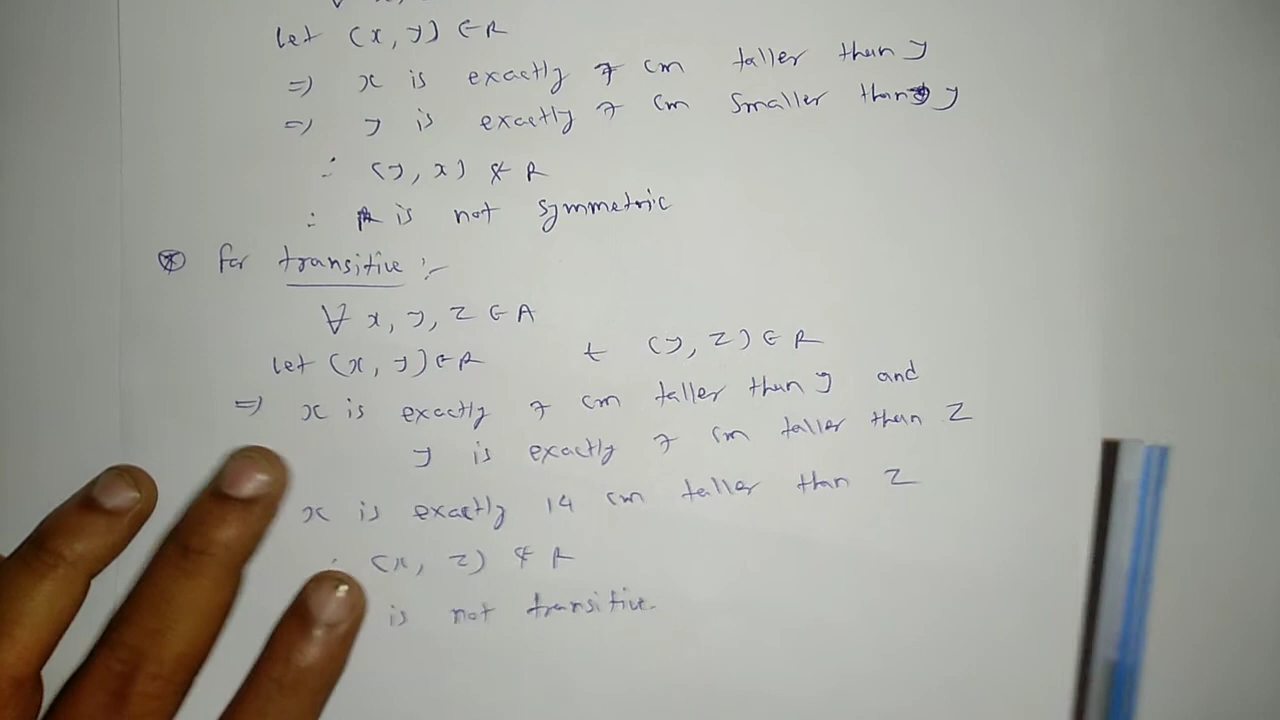 let (x, y) ∈ R
⇒ x is exactly 7 cm taller than y
⇒ y is exactly 7 cm smaller than y
∴ (y, x) ∉ R
∴ R is not symmetric
⊛ for transitive :-
∀ x, y, z ∈ A
let (x, y) ∈ R & (y, z) ∈ R
⇒ x is exactly 7 cm taller than y and
y is exactly 7 cm taller than z
x is exactly 14 cm taller than z
∴ (x, z) ∉ R
is not transitive.